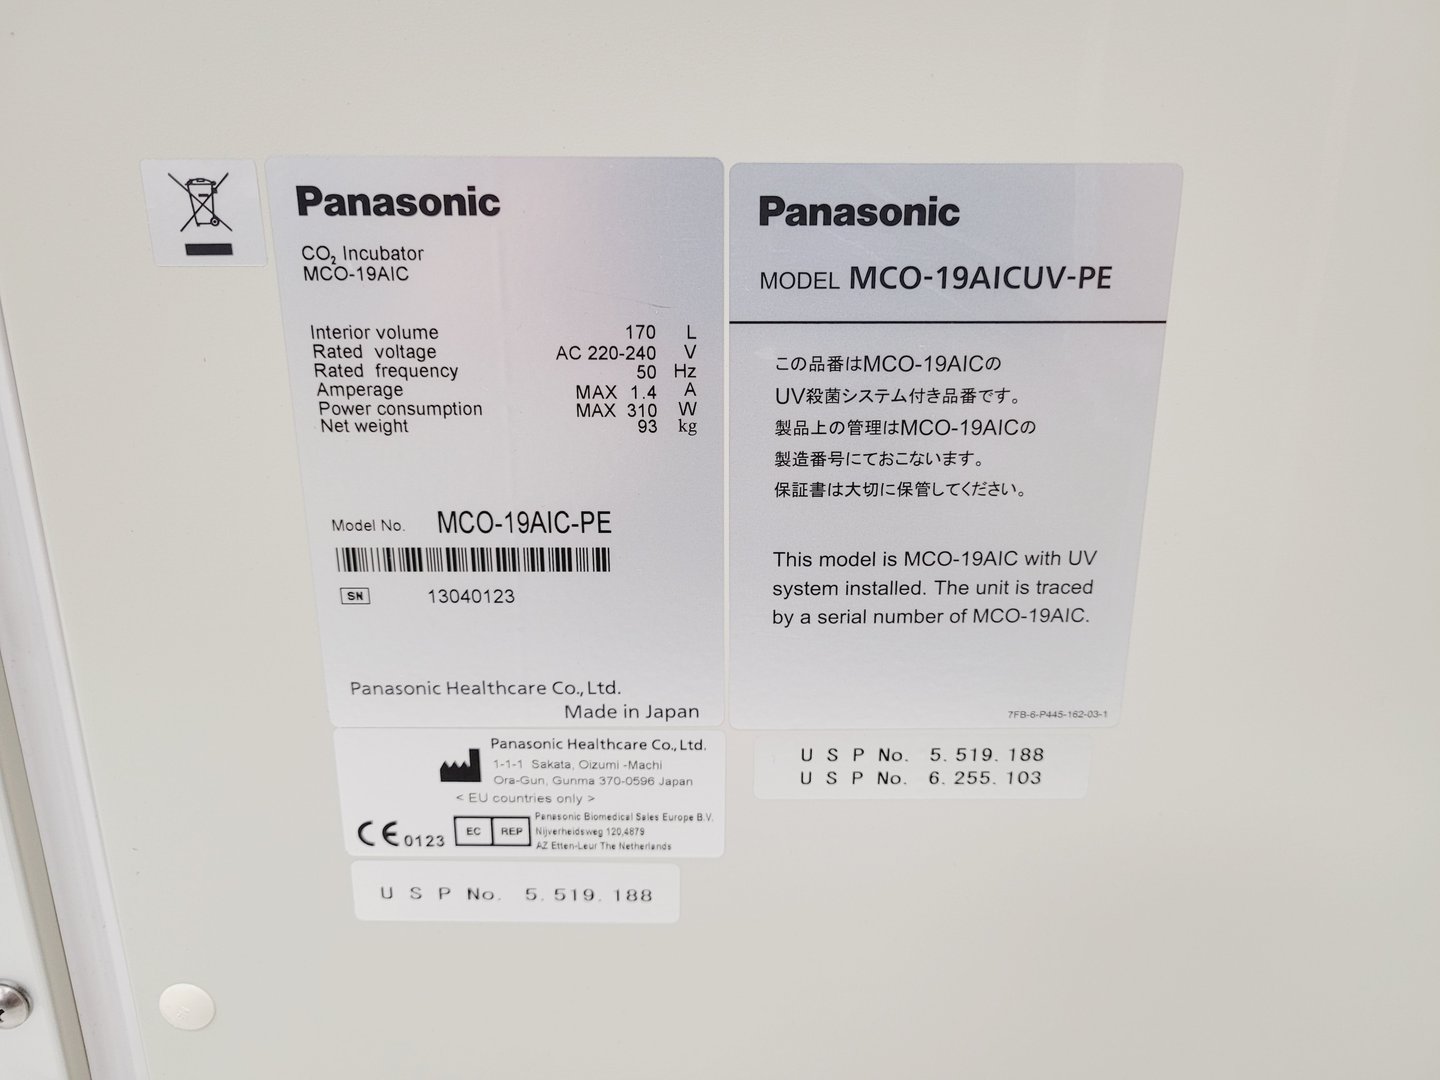 Panasonic
CO₂ Incubator
MCO-19AIC
Interior volume 170 L
Rated voltage AC 220-240 V
Rated frequency 50 Hz
Amperage MAX 1.4 A
Power consumption MAX 310 W
Net weight 93 kg
Model No. MCO-19AIC-PE
SN 13040123
Panasonic Healthcare Co., Ltd.
Made in Japan
Panasonic Healthcare Co., Ltd.
1-1-1 Sakata, Oizumi-Machi
Ora-Gun, Gunma 370-0596 Japan
< EU countries only >
CE 0123
EC REP
Panasonic Biomedical Sales Europe B.V.
Nijverheidsweg 120,4879
AZ Etten-Leur The Netherlands
U S P No. 5.519.188
Panasonic
MODEL MCO-19AICUV-PE
この品番はMCO-19AICの
UV殺菌システム付き品番です。
製品上の管理はMCO-19AICの
製造番号にておこないます。
保証書は大切に保管してください。
This model is MCO-19AIC with UV
system installed. The unit is traced
by a serial number of MCO-19AIC.
7FB-6-P445-162-03-1
U S P No. 5.519.188
U S P No. 6.255.103